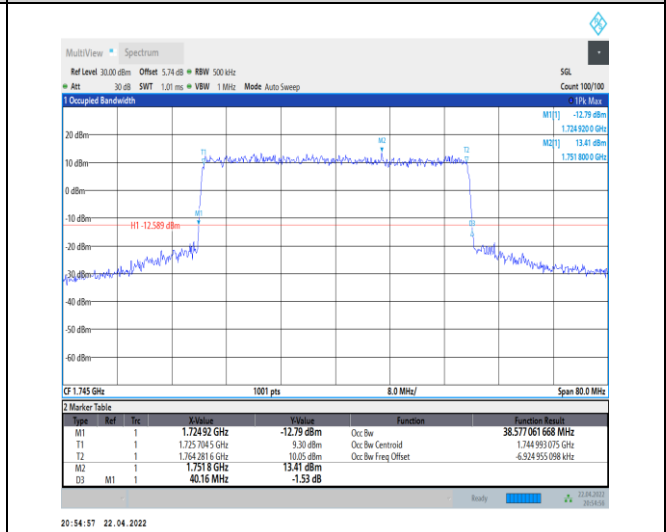 MultiView Spectrum
Ref Level 30.00 dBm Offset 5.74 dB RBW 500 kHz SGL
Att 30 dB SWT 1.01 ms VBW 1 MHz Mode Auto Sweep Count 100/100
1 Occupied Bandwidth 1Pk Max
M1[1] -12.79 dBm
1.724 920 0 GHz
M2[1] 13.41 dBm
1.751 800 0 GHz
20 dBm
M2
T1
T2
10 dBm
0 dBm
-10 dBm
M1
H1 -12.589 dBm
D3
-20 dBm
-30 dBm
-40 dBm
-50 dBm
-60 dBm
CF 1.745 GHz 1001 pts 8.0 MHz/ Span 80.0 MHz
2 Marker Table
Type Ref Trc X-Value Y-Value Function Function Result
M1 1 1.724 92 GHz -12.79 dBm Occ Bw 38.577 061 668 MHz
T1 1 1.725 704 5 GHz 9.30 dBm Occ Bw Centroid 1.744 993 075 GHz
T2 1 1.764 281 6 GHz 10.05 dBm Occ Bw Freq Offset -6.924 955 098 kHz
M2 1 1.751 8 GHz 13.41 dBm
D3 M1 1 40.16 MHz -1.53 dB
Ready 22.04.2022
20:54:56
20:54:57 22.04.2022